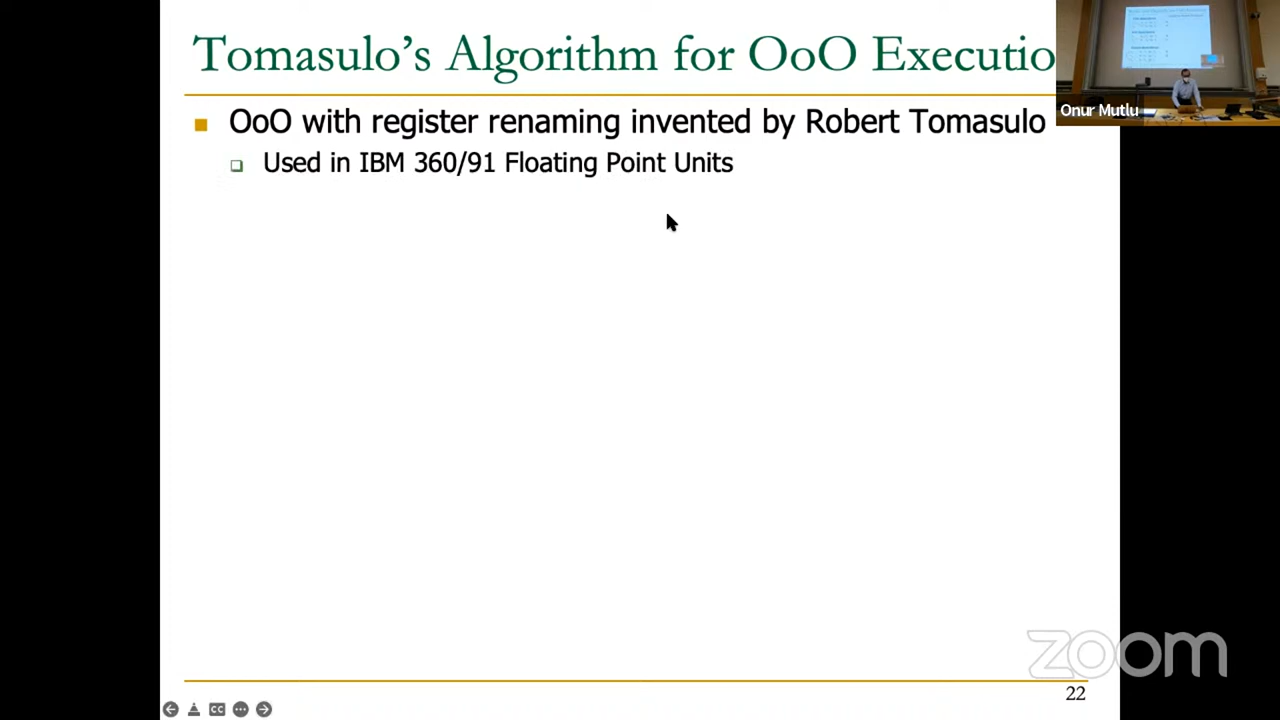 Tomasulo's Algorithm for OoO Executio
OoO with register renaming invented by Robert Tomasulo
Used in IBM 360/91 Floating Point Units
Onur Mutlu
zoom
22
CC